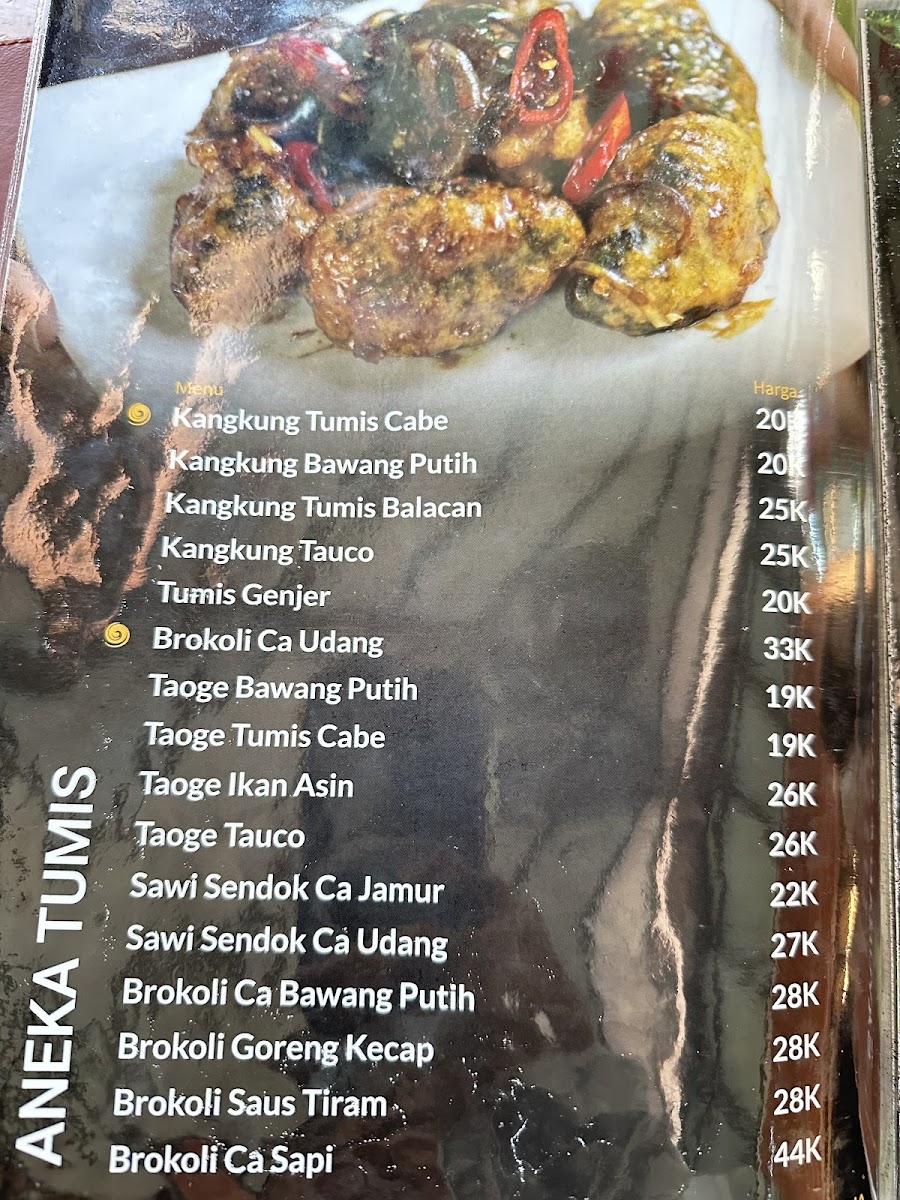 Menu Harga
Kangkung Tumis Cabe 20K
Kangkung Bawang Putih 20K
Kangkung Tumis Balacan 25K
Kangkung Tauco 25K
Tumis Genjer 20K
Brokoli Ca Udang 33K
Taoge Bawang Putih 19K
Taoge Tumis Cabe 19K
Taoge Ikan Asin 26K
Taoge Tauco 26K
Sawi Sendok Ca Jamur 22K
Sawi Sendok Ca Udang 27K
Brokoli Ca Bawang Putih 28K
Brokoli Goreng Kecap 28K
Brokoli Saus Tiram 28K
Brokoli Ca Sapi 44K
ANEKA TUMIS